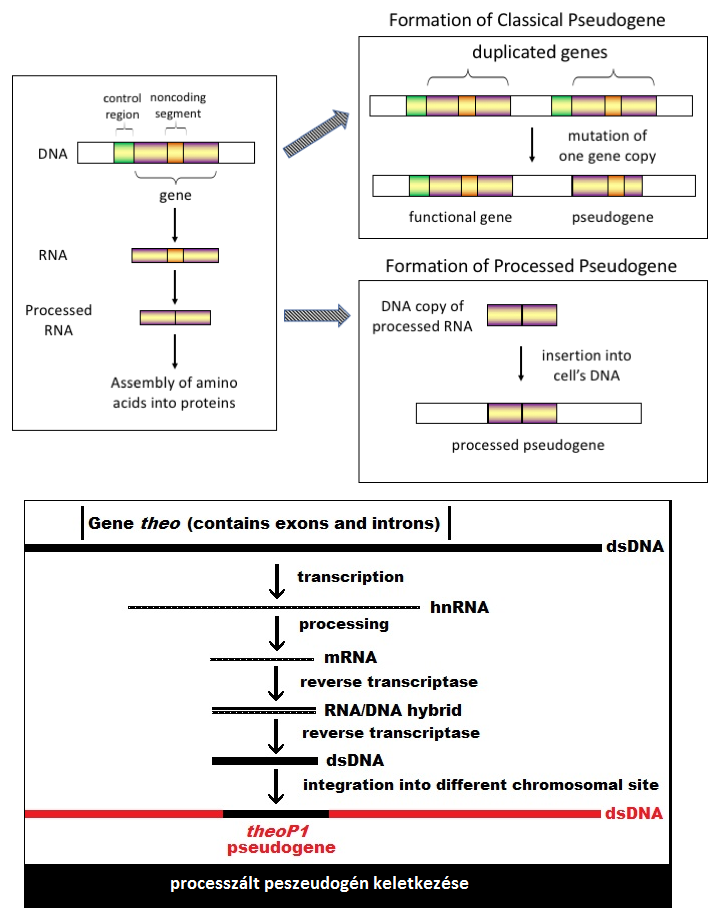 control
region
noncoding
segment
DNA
gene
RNA
Processed
RNA
Assembly of amino
acids into proteins
Formation of Classical Pseudogene
duplicated genes
mutation of
one gene copy
functional gene
pseudogene
Formation of Processed Pseudogene
DNA copy of
processed RNA
insertion into
cell's DNA
processed pseudogene
Gene theo (contains exons and introns)
dsDNA
transcription
hnRNA
processing
mRNA
reverse transcriptase
RNA/DNA hybrid
reverse transcriptase
dsDNA
integration into different chromosomal site
dsDNA
theoP1
pseudogene
processzált peszeudogén keletkezése